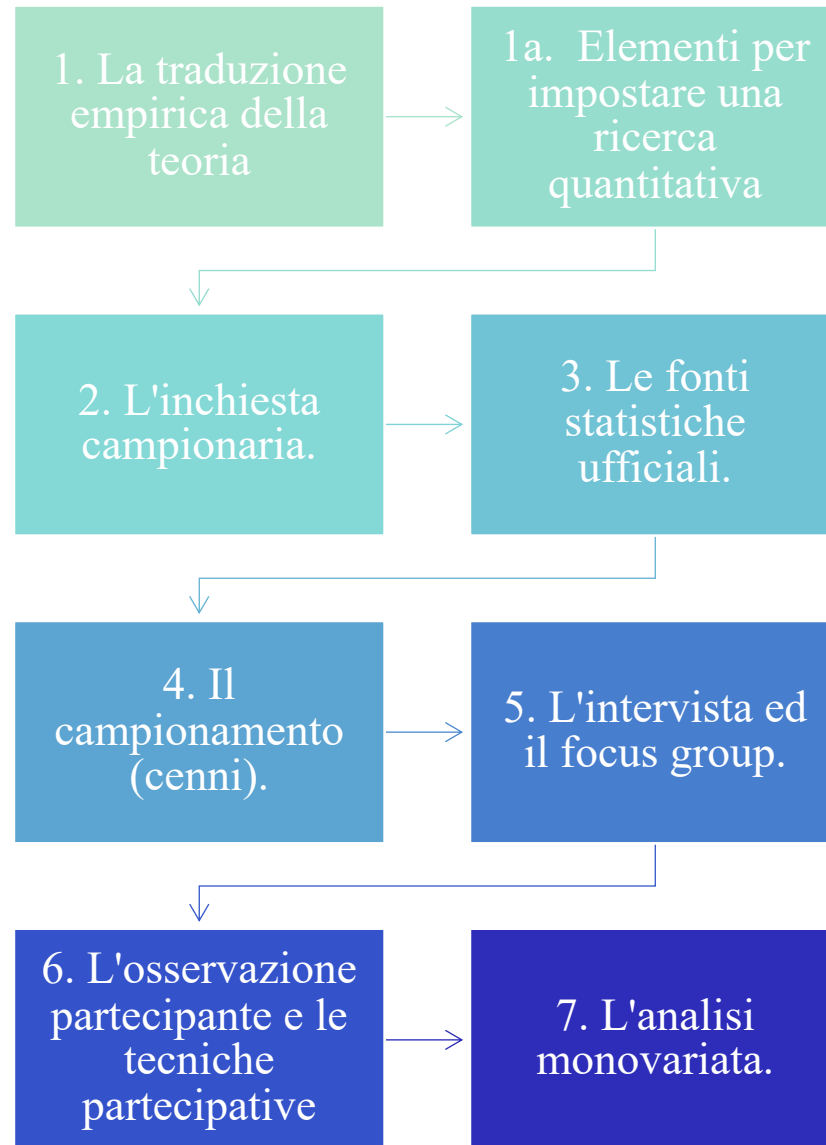 1. La traduzione
empirica della
teoria
1a.  Elementi per
impostare una
ricerca
quantitativa
2. L'inchiesta
campionaria.
3. Le fonti
statistiche
ufficiali.
4. Il
campionamento
(cenni).
5. L'intervista ed
il focus group.
6. L'osservazione
partecipante e le
tecniche
partecipative
7. L'analisi
monovariata.